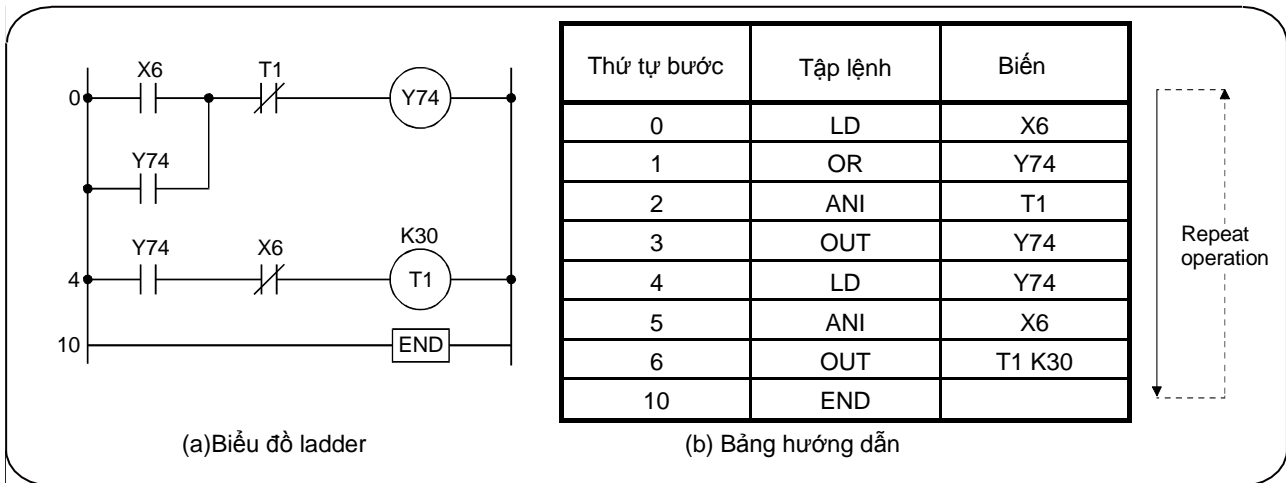 X6 T1
0 Y74
Y74
Y74 X6 K30
4 T1
10 END
(a)Biểu đồ ladder
Thứ tự bước Tập lệnh Biến
0 LD X6
1 OR Y74
2 ANI T1
3 OUT Y74
4 LD Y74
5 ANI X6
6 OUT T1 K30
10 END
(b) Bảng hướng dẫn
Repeat
operation